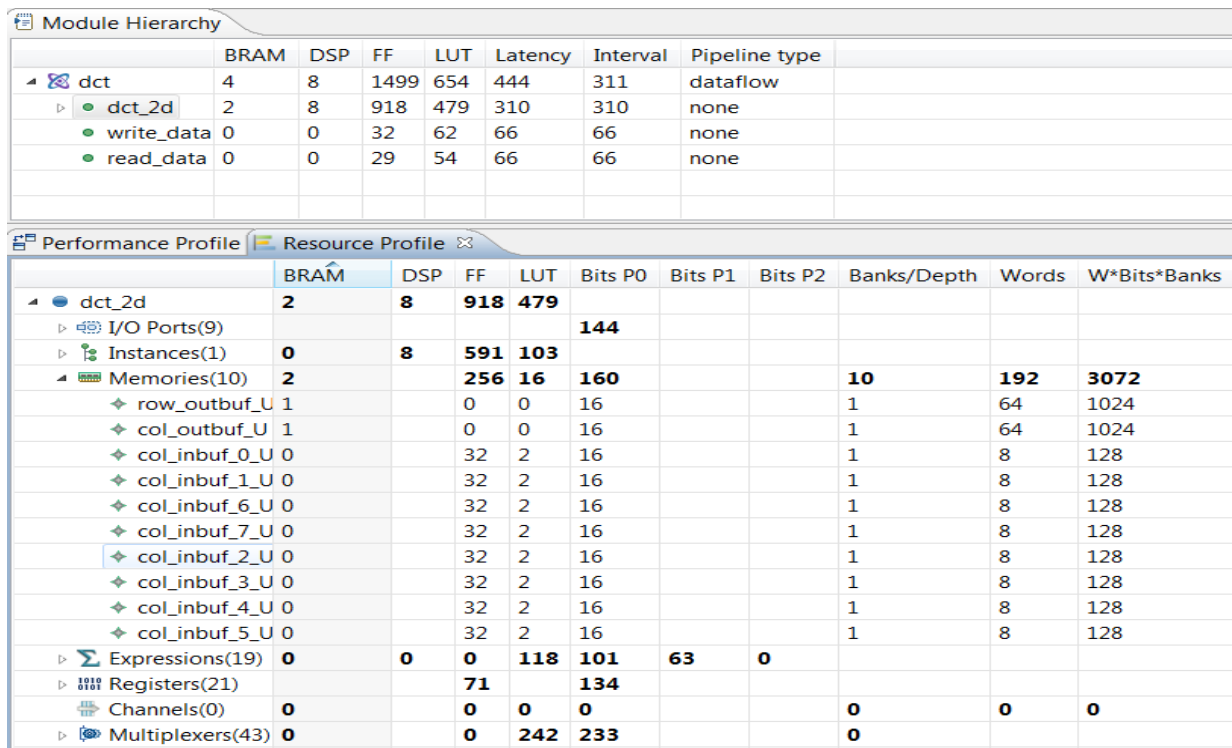 Module Hierarchy
BRAM DSP FF LUT Latency Interval Pipeline type
dct 4 8 1499 654 444 311 dataflow
dct_2d 2 8 918 479 310 310 none
write_data 0 0 32 62 66 66 none
read_data 0 0 29 54 66 66 none
Performance Profile Resource Profile
BRAM DSP FF LUT Bits P0 Bits P1 Bits P2 Banks/Depth Words W*Bits*Banks
dct_2d 2 8 918 479
I/O Ports(9) 144
Instances(1) 0 8 591 103
Memories(10) 2 256 16 160 10 192 3072
row_outbuf_U 1 0 0 16 1 64 1024
col_outbuf_U 1 0 0 16 1 64 1024
col_inbuf_0_U 0 32 2 16 1 8 128
col_inbuf_1_U 0 32 2 16 1 8 128
col_inbuf_6_U 0 32 2 16 1 8 128
col_inbuf_7_U 0 32 2 16 1 8 128
col_inbuf_2_U 0 32 2 16 1 8 128
col_inbuf_3_U 0 32 2 16 1 8 128
col_inbuf_4_U 0 32 2 16 1 8 128
col_inbuf_5_U 0 32 2 16 1 8 128
Expressions(19) 0 0 0 118 101 63 0
Registers(21) 71 134
Channels(0) 0 0 0 0 0 0 0
Multiplexers(43) 0 0 242 233 0